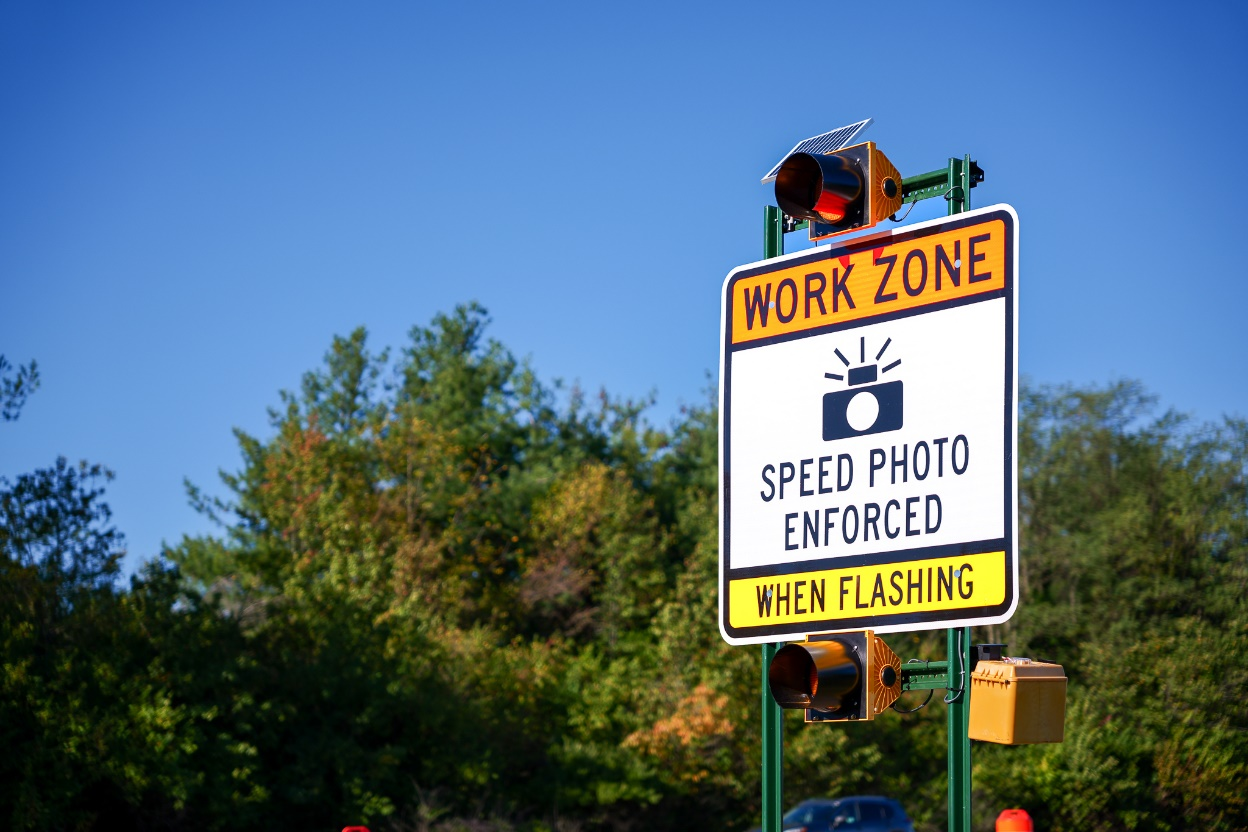 WORK ZONE
SPEED PHOTO
ENFORCED
WHEN FLASHING